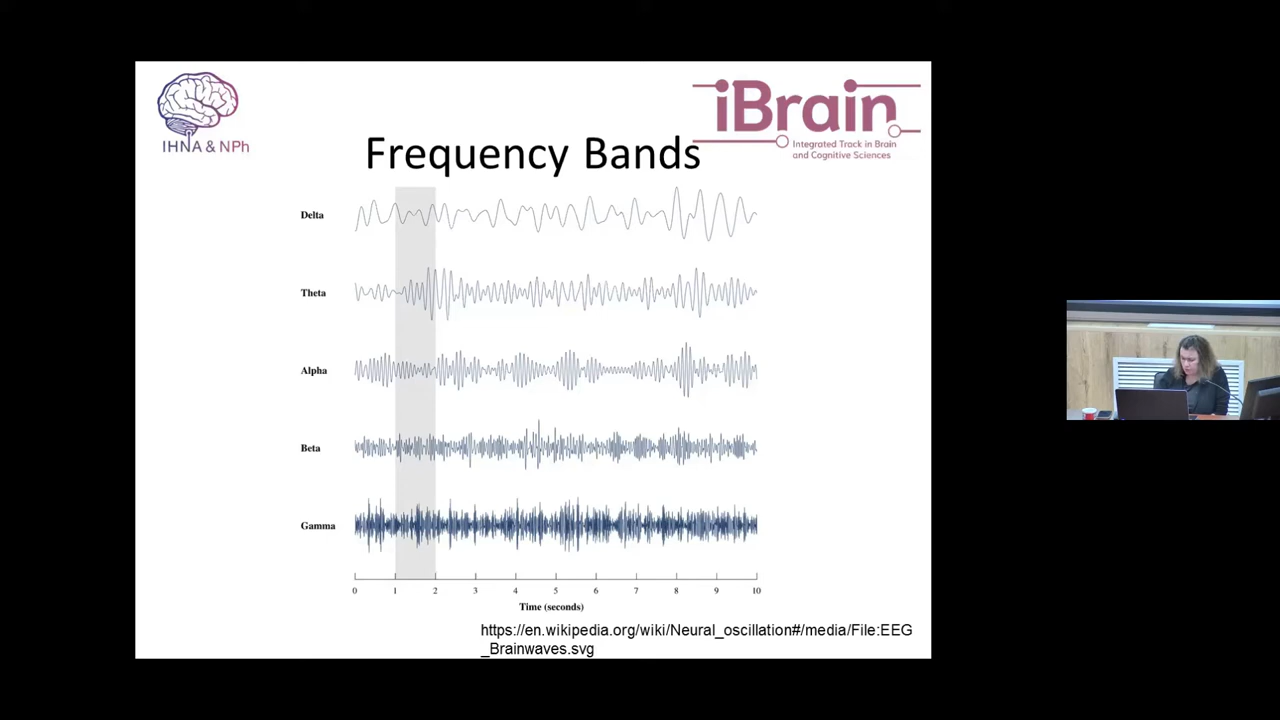 IHNA & NPh
iBrain
Integrated Track in Brain
and Cognitive Sciences
Frequency Bands
Delta
Theta
Alpha
Beta
Gamma
0 1 2 3 4 5 6 7 8 9 10
Time (seconds)
https://en.wikipedia.org/wiki/Neural_oscillation#/media/File:EEG
_Brainwaves.svg